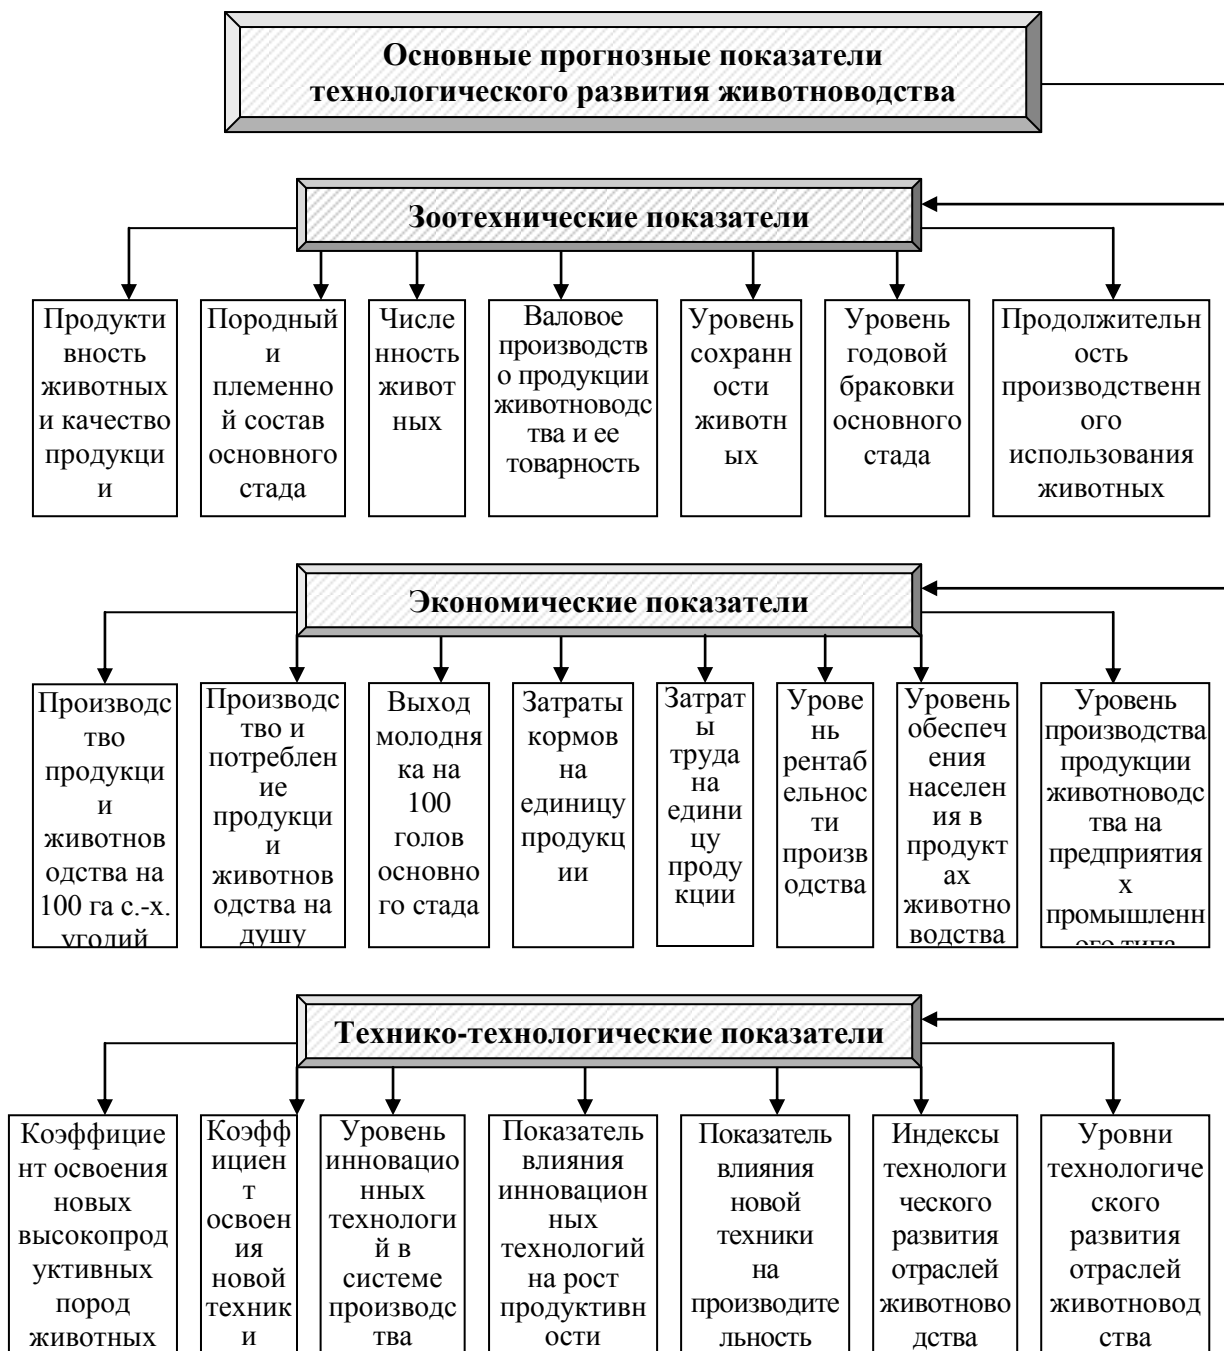 Основные прогнозные показатели
технологического развития животноводства
Зоотехнические показатели
Продукти
вность
животных
и качество
продукци
и
Породный
и
племенно
й состав
основного
стада
Числе
нность
живот
ных
Валовое
производств
о продукции
животноводс
тва и ее
товарность
Уровень
сохранн
ости
животн
ых
Уровень
годовой
браковки
основного
стада
Продолжительн
ость
производственн
ого
использования
животных
Экономические показатели
Производс
тво
продукци
и
животнов
одства на
100 га с.-х.
угодий
Производс
тво и
потреблен
ие
продукци
и
животнов
одства на
душу
Выход
молодня
ка на
100
голов
основно
го стада
Затраты
кормов
на
единицу
продукц
ии
Затрат
ы
труда
на
едини
цу
проду
кции
Урове
нь
рентаб
ельнос
ти
произв
одства
Уровень
обеспеч
ения
населен
ия в
продукт
ах
животно
водства
Уровень
производства
продукции
животноводс
тва на
предприятия
х
промышленн
ого типа
Технико-технологические показатели
Коэффицие
нт освоения
новых
высокопрод
уктивных
пород
животных
Коэфф
ициен
т
освоен
ия
новой
техник
и
Уровень
инновацио
нных
технологи
й в
системе
производс
тва
Показатель
влияния
инновацион
ных
технологий
на рост
продуктивн
ости
Показатель
влияния
новой
техники
на
производите
льность
Индексы
технологи
ческого
развития
отраслей
животново
дства
Уровни
технологиче
ского
развития
отраслей
животновод
ства